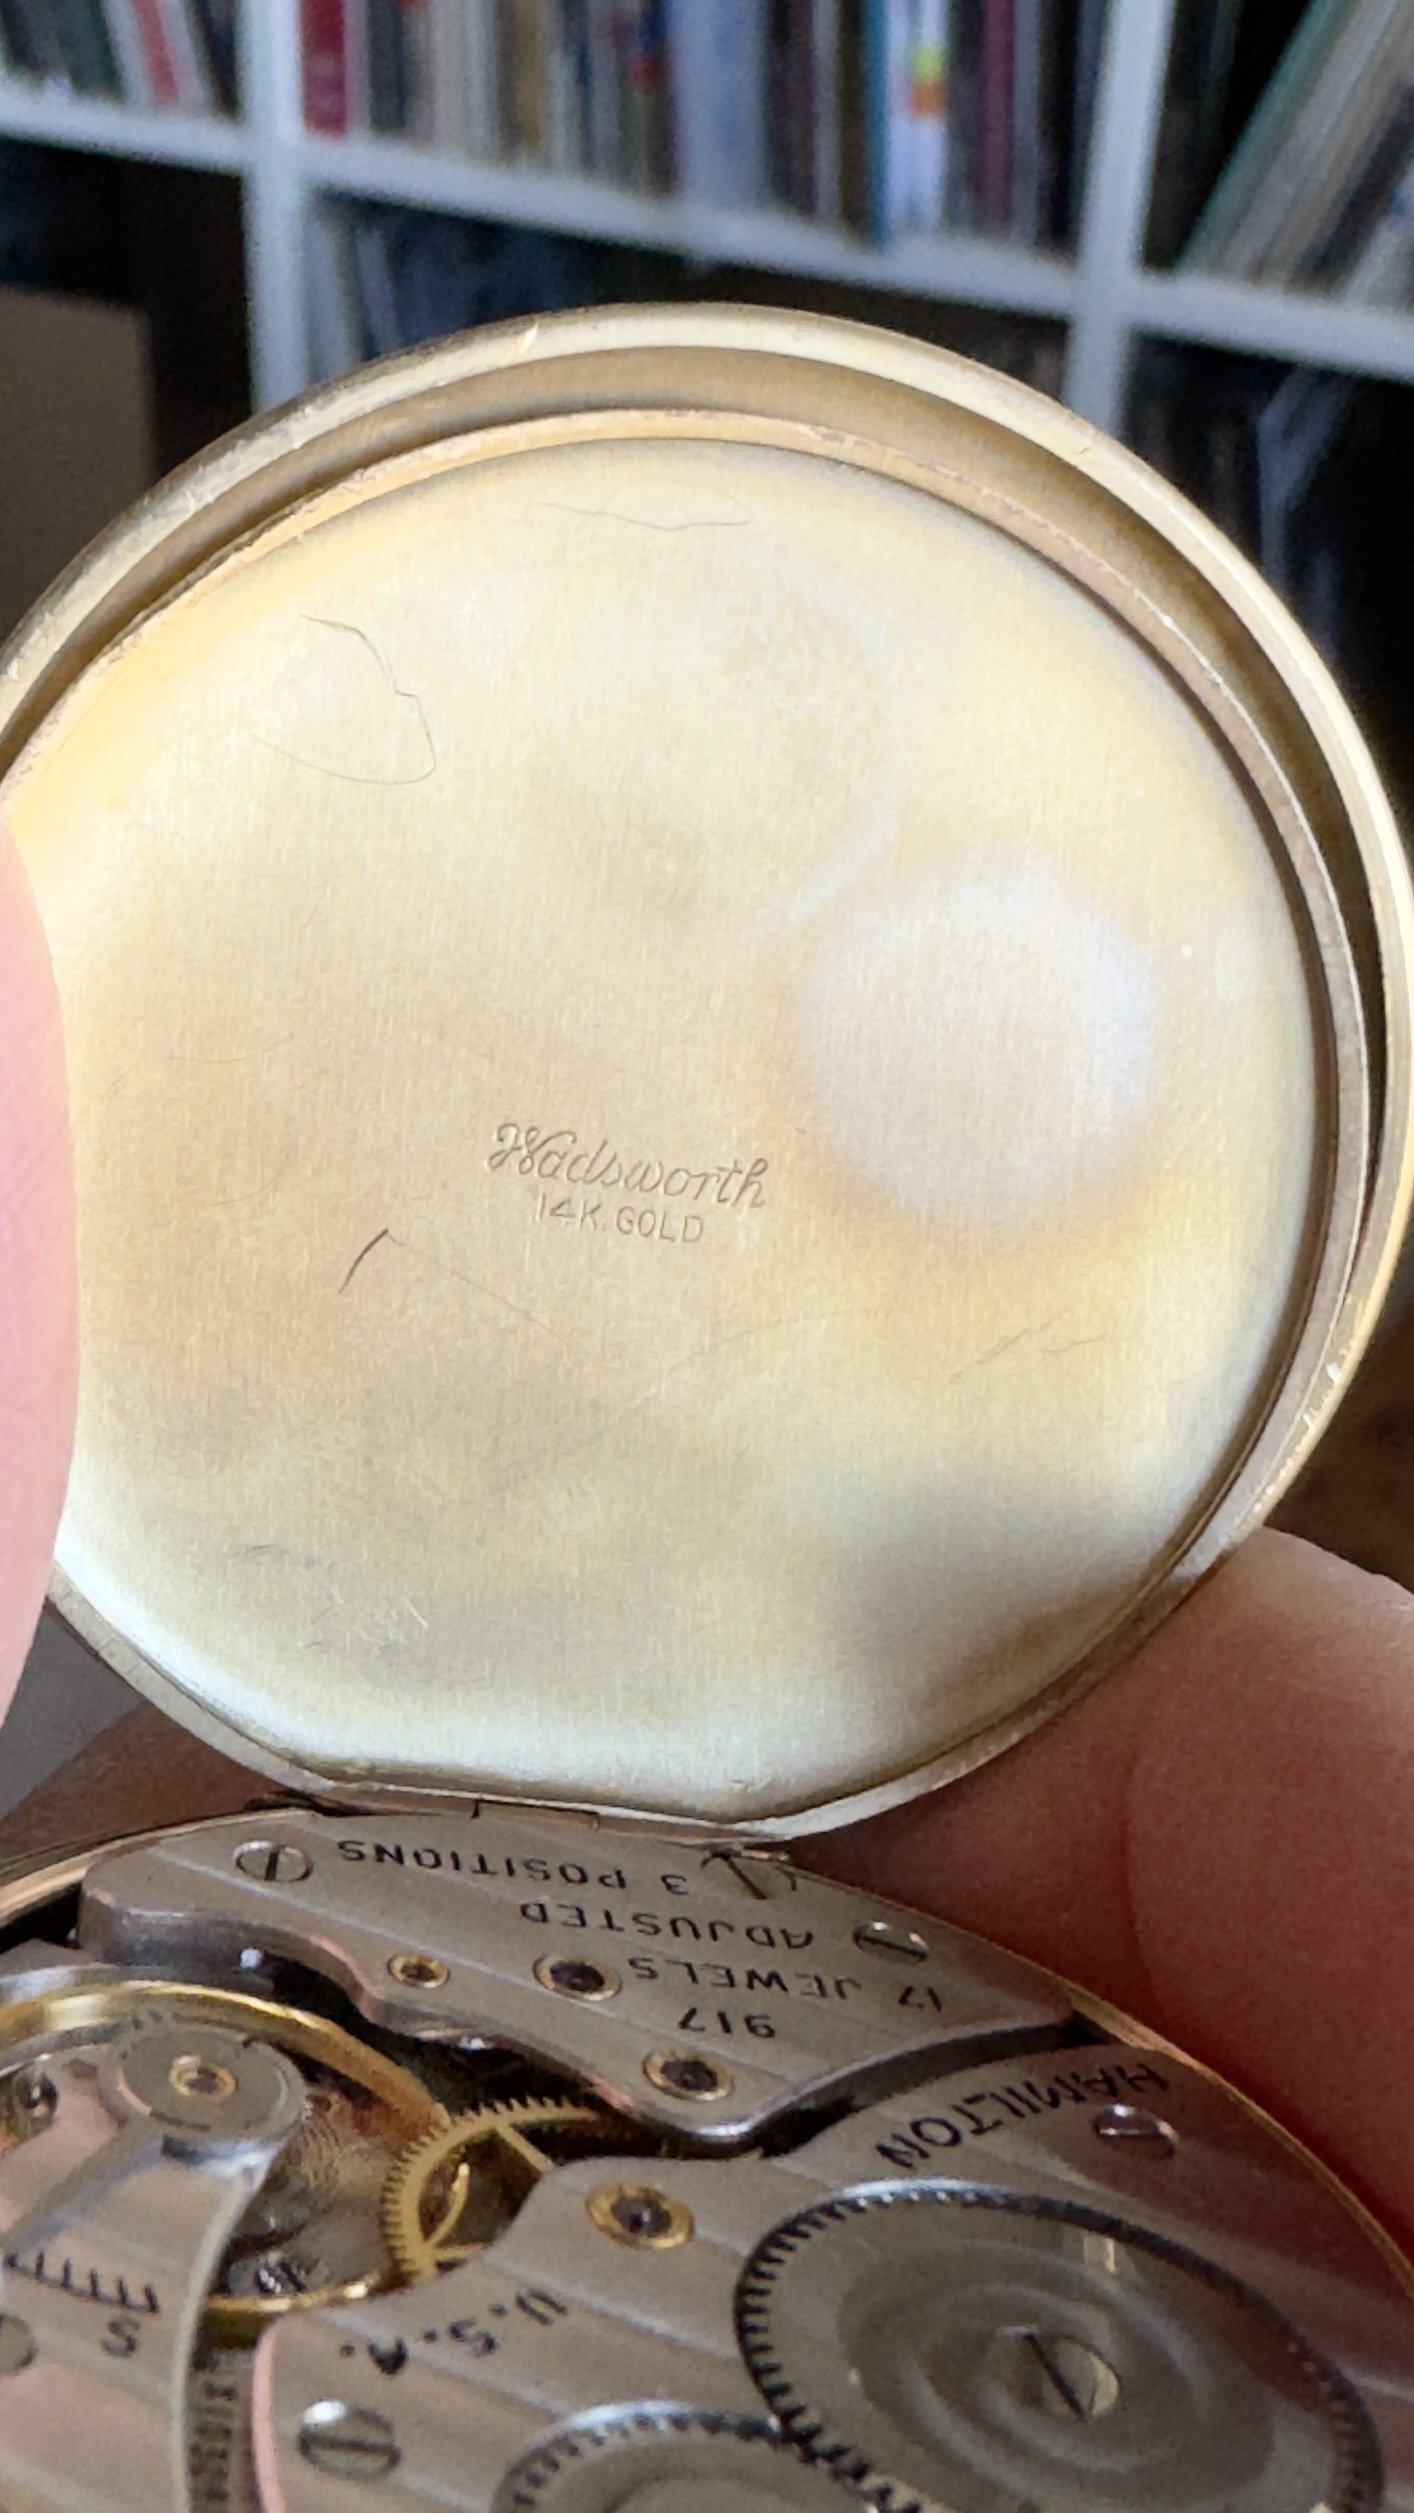 Wadsworth
14K. GOLD
917
17 JEWELS
ADJUSTED
3 POSITIONS
HAMILTON
U.S.A.
S